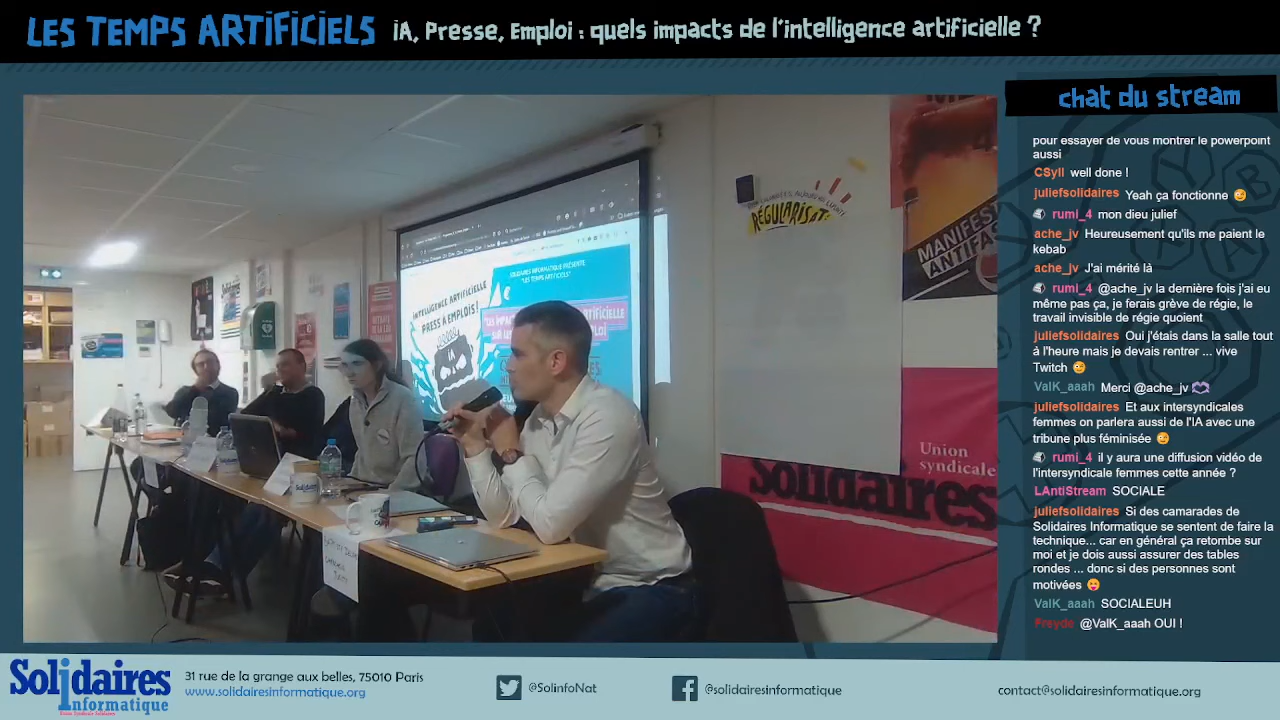 LES TEMPS ARTIFICIELS
IA, Presse, Emploi : quels impacts de l'intelligence artificielle ?
chat du stream
pour essayer de vous montrer le powerpoint
aussi
CSyll well done !
juliefsolidaires Yeah ça fonctionne
rumi_4 mon dieu julief
ache_jv Heureusement qu'ils me paient le
kebab
ache_jv J'ai mérité là
rumi_4 @ache_jv la dernière fois j'ai eu
même pas ça, je ferais grève de régie, le
travail invisible de régie quoient
juliefsolidaires Oui j'étais dans la salle tout
à l'heure mais je devais rentrer ... vive
Twitch
ValK_aaah Merci @ache_jv
juliefsolidaires Et aux intersyndicales
femmes on parlera aussi de l'IA avec une
tribune plus féminisée
rumi_4 il y aura une diffusion vidéo de
l'intersyndicale femmes cette année ?
LAntiStream SOCIALE
juliefsolidaires Si des camarades de
Solidaires Informatique se sentent de faire la
technique... car en général ça retombe sur
moi et je dois aussi assurer des tables
rondes ... donc si des personnes sont
motivées
ValK_aaah SOCIALEUH
Freyde @ValK_aaah OUI !
RÉGULARISAT
MANIFEST
ANTIFA
SOLIDAIRES INFORMATIQUE PRÉSENTE
"LES TEMPS ARTIFICIELS"
INTELLIGENCE ARTIFICIELLE
PRESS À EMPLOIS !
IA
Union
syndicale
Solidaires
Solidaires
Informatique
31 rue de la grange aux belles, 75010 Paris
www.solidairesinformatique.org
@SolinfoNat
@solidairesinformatique
contact@solidairesinformatique.org